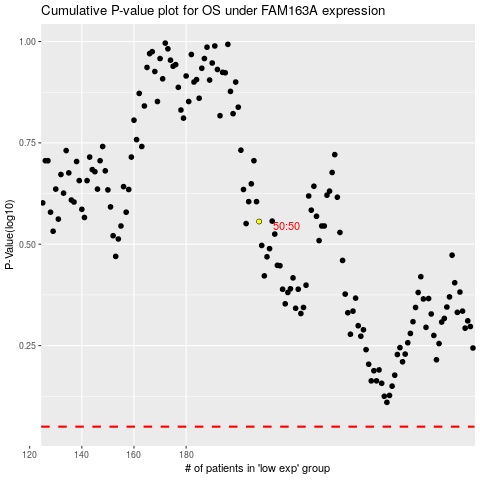 Cumulative P-value plot for OS under FAM163A expression
P-Value(log10)
1.00
0.75
0.50
0.25
50:50
120 140 160 180
# of patients in 'low exp' group